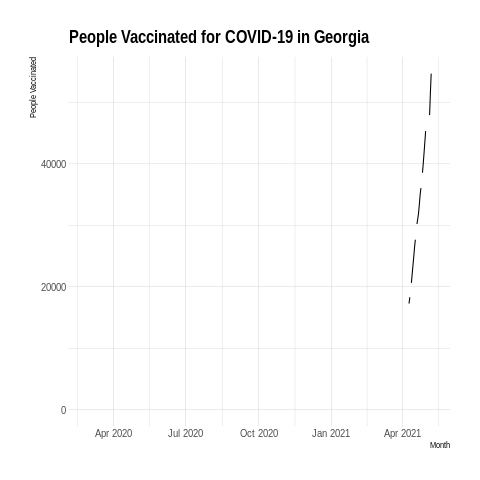 People Vaccinated for COVID-19 in Georgia
People Vaccinated
40000
20000
0
Apr 2020
Jul 2020
Oct 2020
Jan 2021
Apr 2021
Month